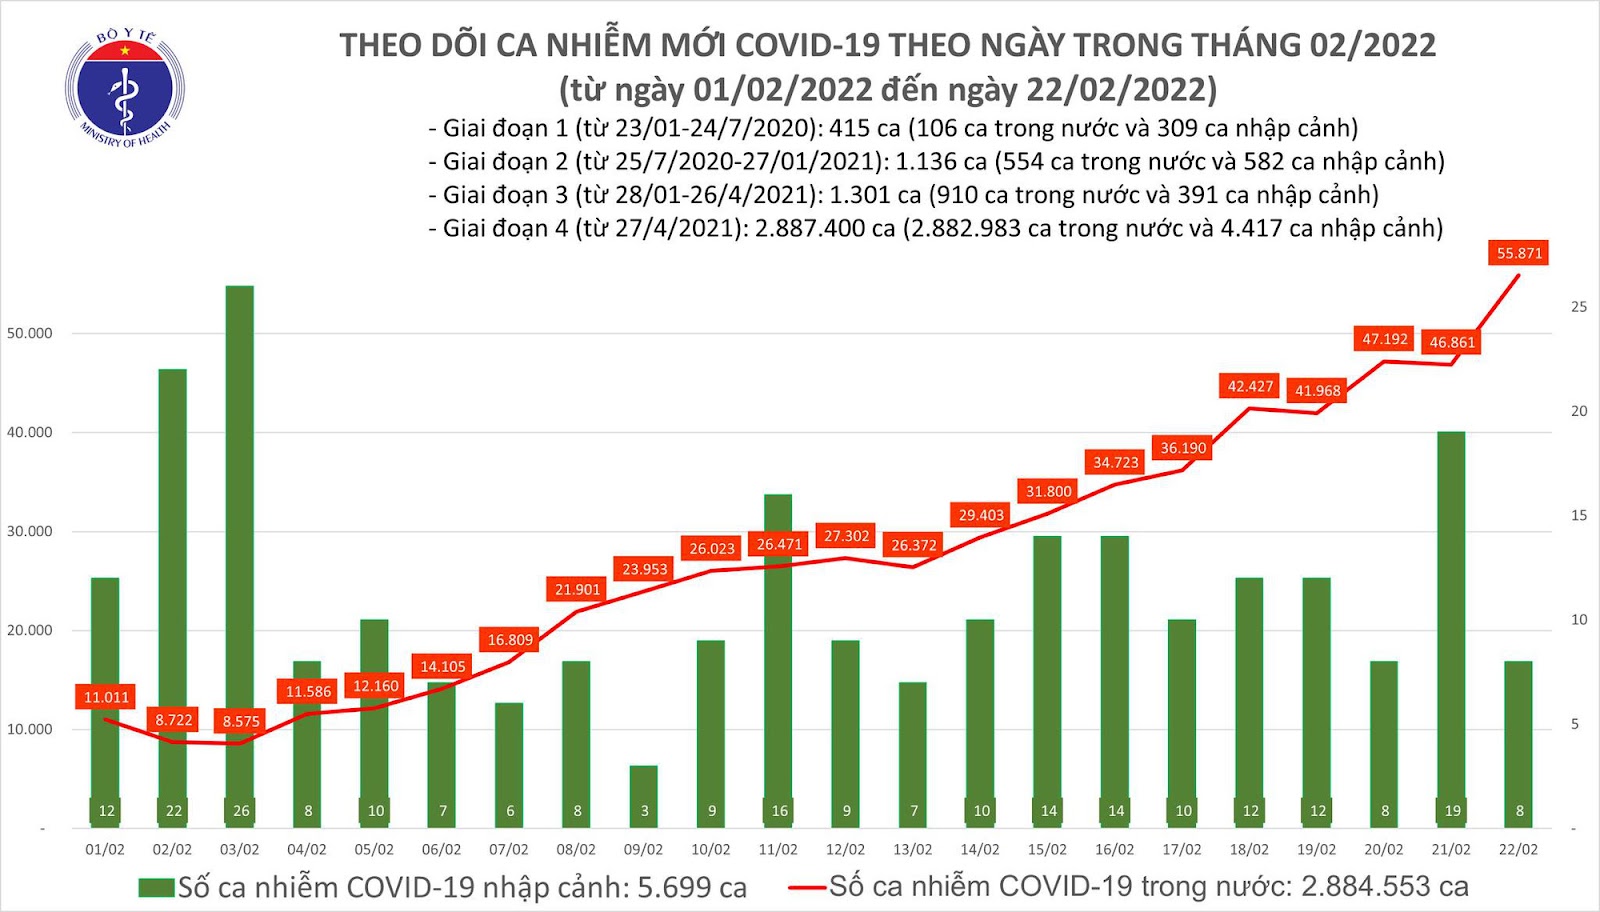 BỘ Y TẾ
MINISTRY OF HEALTH
THEO DÕI CA NHIỄM MỚI COVID-19 THEO NGÀY TRONG THÁNG 02/2022
(từ ngày 01/02/2022 đến ngày 22/02/2022)
- Giai đoạn 1 (từ 23/01-24/7/2020): 415 ca (106 ca trong nước và 309 ca nhập cảnh)
- Giai đoạn 2 (từ 25/7/2020-27/01/2021): 1.136 ca (554 ca trong nước và 582 ca nhập cảnh)
- Giai đoạn 3 (từ 28/01-26/4/2021): 1.301 ca (910 ca trong nước và 391 ca nhập cảnh)
- Giai đoạn 4 (từ 27/4/2021): 2.887.400 ca (2.882.983 ca trong nước và 4.417 ca nhập cảnh)
50.000
40.000
30.000
20.000
10.000
-
11.011 8.722 8.575 11.586 12.160 14.105 16.809 21.901 23.953 26.023 26.471 27.302 26.372 29.403 31.800 34.723 36.190 42.427 41.968 47.192 46.861 55.871
25
20
15
10
5
-
12 22 26 8 10 7 6 8 3 9 16 9 7 10 14 14 10 12 12 8 19 8
01/02 02/02 03/02 04/02 05/02 06/02 07/02 08/02 09/02 10/02 11/02 12/02 13/02 14/02 15/02 16/02 17/02 18/02 19/02 20/02 21/02 22/02
Số ca nhiễm COVID-19 nhập cảnh: 5.699 ca
Số ca nhiễm COVID-19 trong nước: 2.884.553 ca